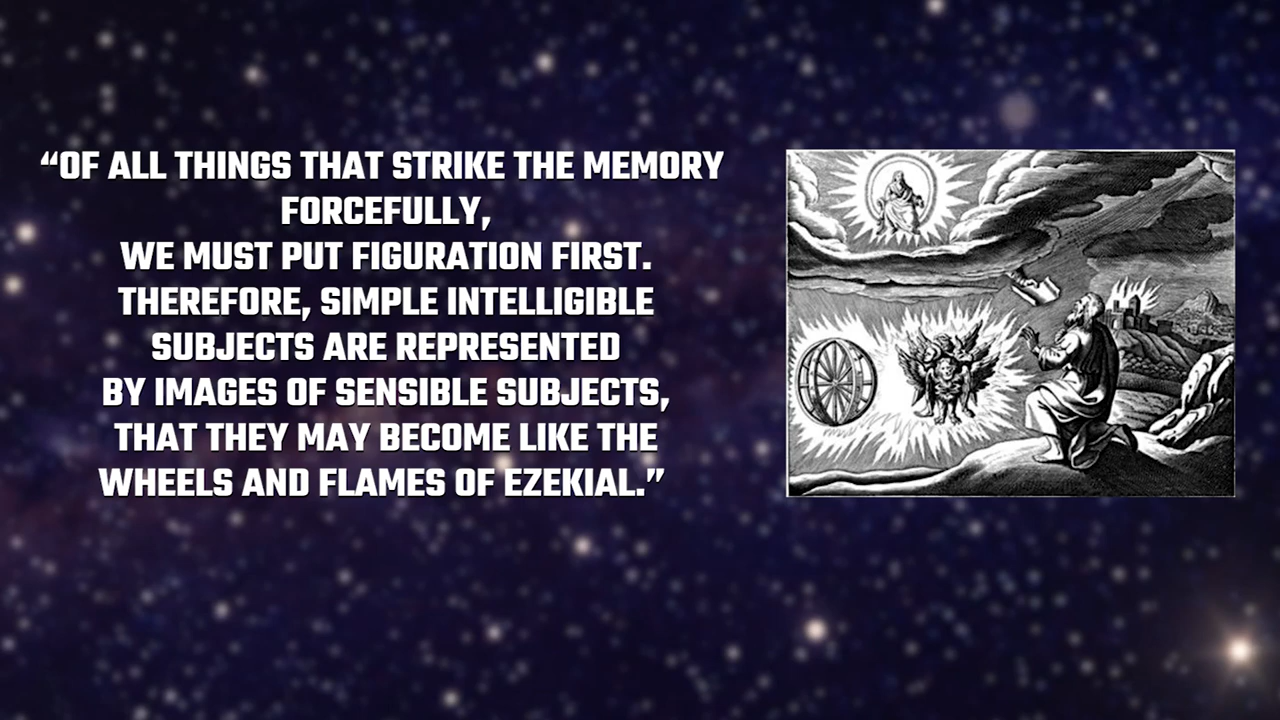 “OF ALL THINGS THAT STRIKE THE MEMORY
FORCEFULLY,
WE MUST PUT FIGURATION FIRST.
THEREFORE, SIMPLE INTELLIGIBLE
SUBJECTS ARE REPRESENTED
BY IMAGES OF SENSIBLE SUBJECTS,
THAT THEY MAY BECOME LIKE THE
WHEELS AND FLAMES OF EZEKIAL.”